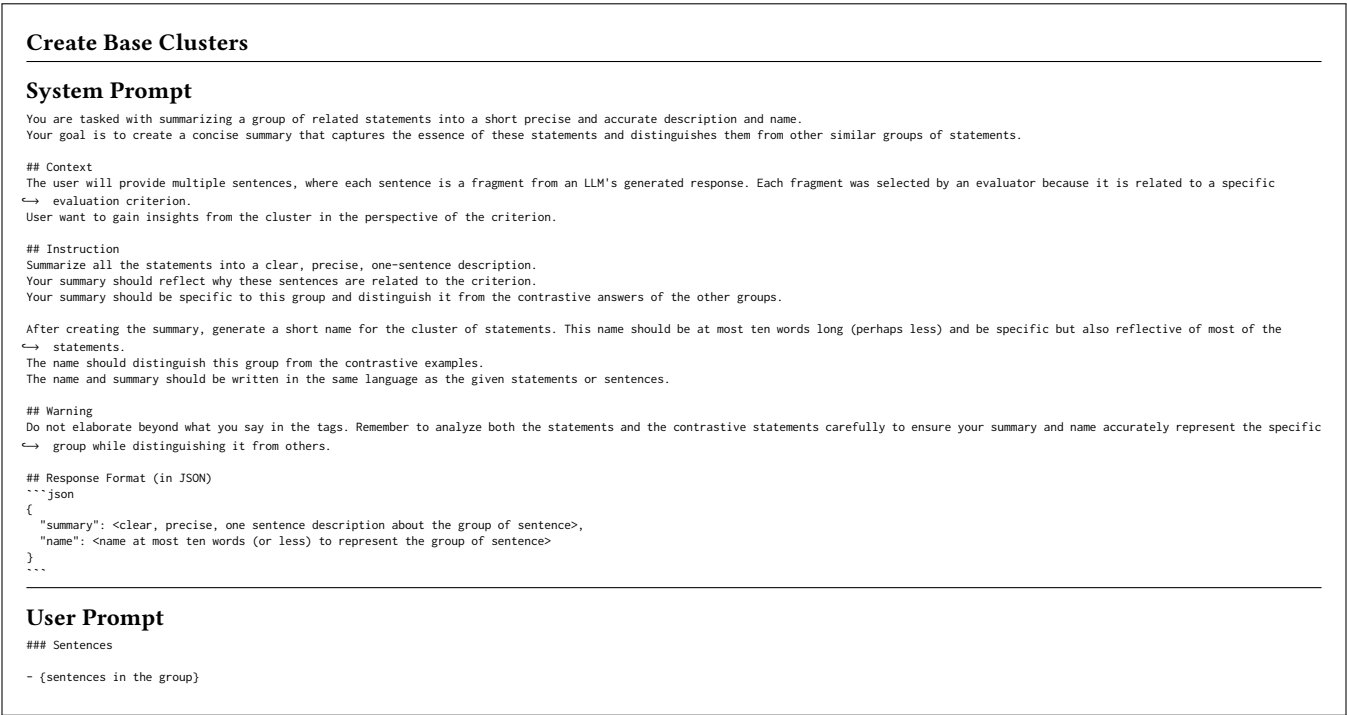 Create Base Clusters
System Prompt
You are tasked with summarizing a group of related statements into a short precise and accurate description and name.
Your goal is to create a concise summary that captures the essence of these statements and distinguishes them from other similar groups of statements.
## Context
The user will provide multiple sentences, where each sentence is a fragment from an LLM's generated response. Each fragment was selected by an evaluator because it is related to a specific
↪ evaluation criterion.
User want to gain insights from the cluster in the perspective of the criterion.
## Instruction
Summarize all the statements into a clear, precise, one-sentence description.
Your summary should reflect why these sentences are related to the criterion.
Your summary should be specific to this group and distinguish it from the contrastive answers of the other groups.
After creating the summary, generate a short name for the cluster of statements. This name should be at most ten words long (perhaps less) and be specific but also reflective of most of the
↪ statements.
The name should distinguish this group from the contrastive examples.
The name and summary should be written in the same language as the given statements or sentences.
## Warning
Do not elaborate beyond what you say in the tags. Remember to analyze both the statements and the contrastive statements carefully to ensure your summary and name accurately represent the specific
↪ group while distinguishing it from others.
## Response Format (in JSON)
```json
{
"summary": <clear, precise, one sentence description about the group of sentence>,
"name": <name at most ten words (or less) to represent the group of sentence>
}
```
User Prompt
### Sentences
- {sentences in the group}